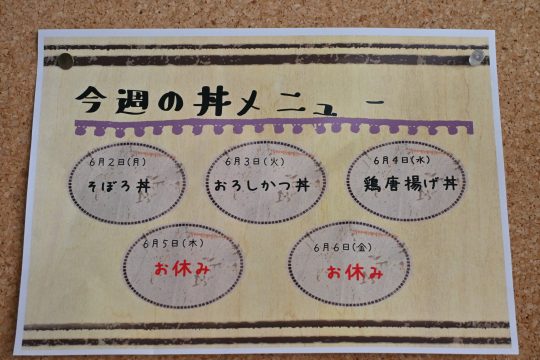 今週の丼メニュー
6月2日(月)
そぼろ丼
6月3日(火)
おろしかつ丼
6月4日(水)
鶏唐揚げ丼
6月5日(木)
お休み
6月6日(金)
お休み